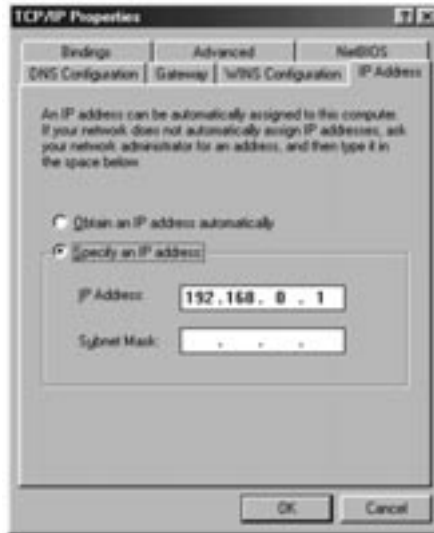 TCP/IP Properties
? X
Bindings Advanced NetBIOS
DNS Configuration Gateway WINS Configuration IP Address
An IP address can be automatically assigned to this computer.
If your network does not automatically assign IP addresses, ask
your network administrator for an address, and then type it in
the space below.
Obtain an IP address automatically
Specify an IP address:
IP Address: 192.168. 0 . 1
Subnet Mask: . . .
OK Cancel